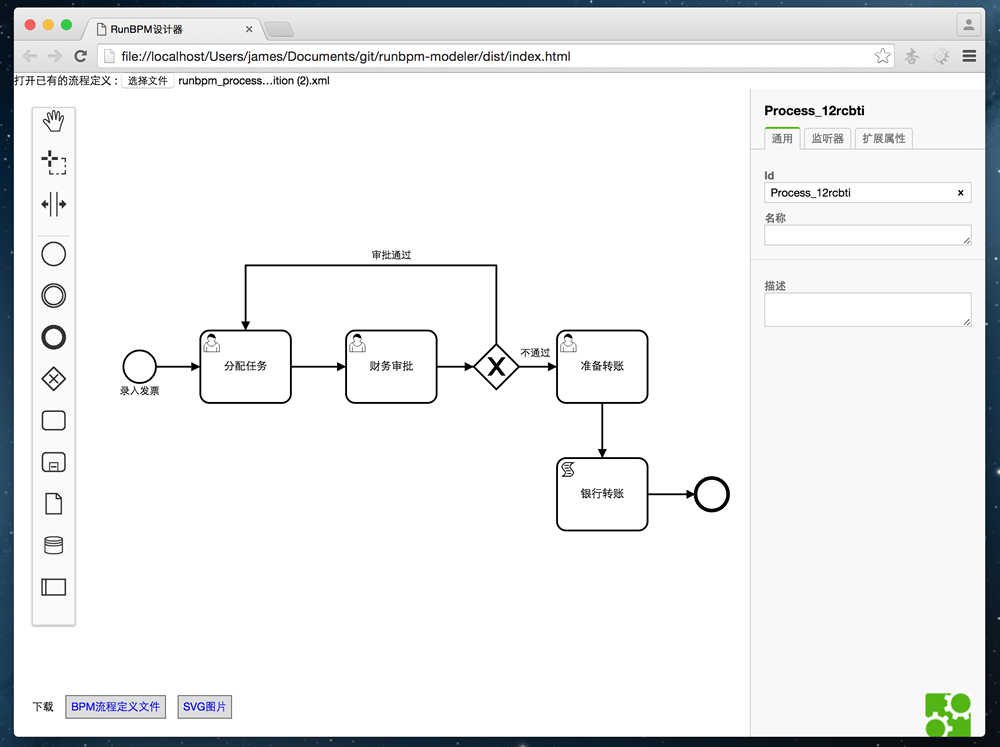 RunBPM设计器
file://localhost/Users/james/Documents/git/runbpm-modeler/dist/index.html
打开已有的流程定义： 选择文件 runbpm_process…ition (2).xml
Process_12rcbti
通用 监听器 扩展属性
Id
Process_12rcbti
名称
描述
审批通过
录入发票
分配任务
财务审批
不通过
准备转账
银行转账
下载 BPM流程定义文件 SVG图片